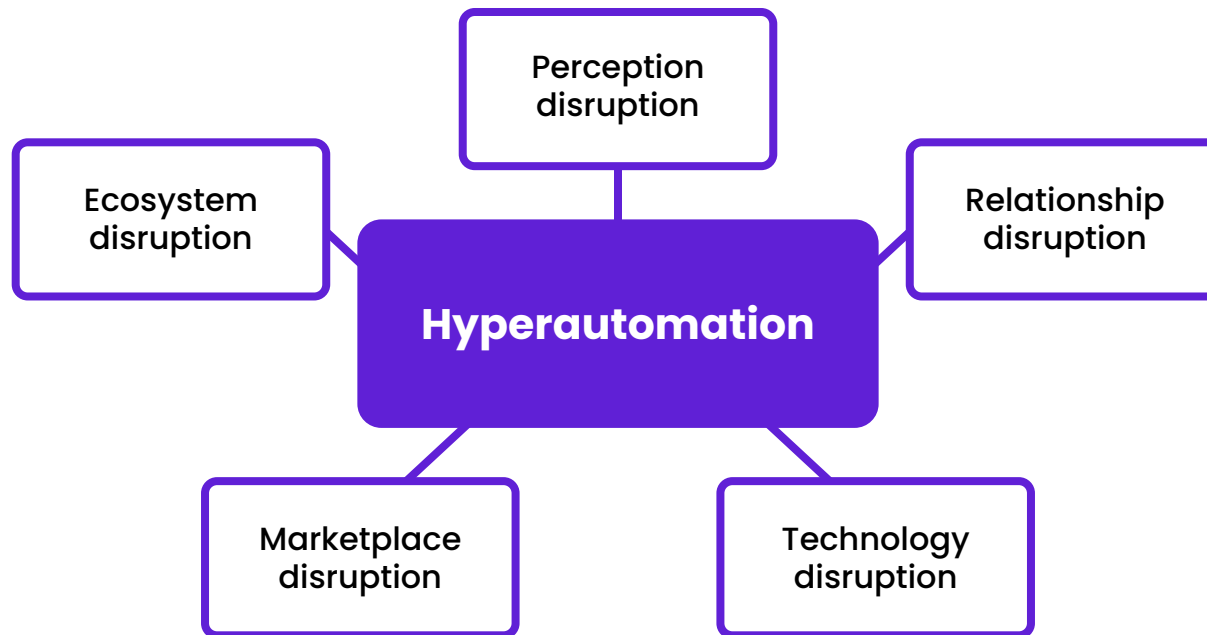 Perception
disruption
Ecosystem
disruption
Relationship
disruption
Hyperautomation
Marketplace
disruption
Technology
disruption